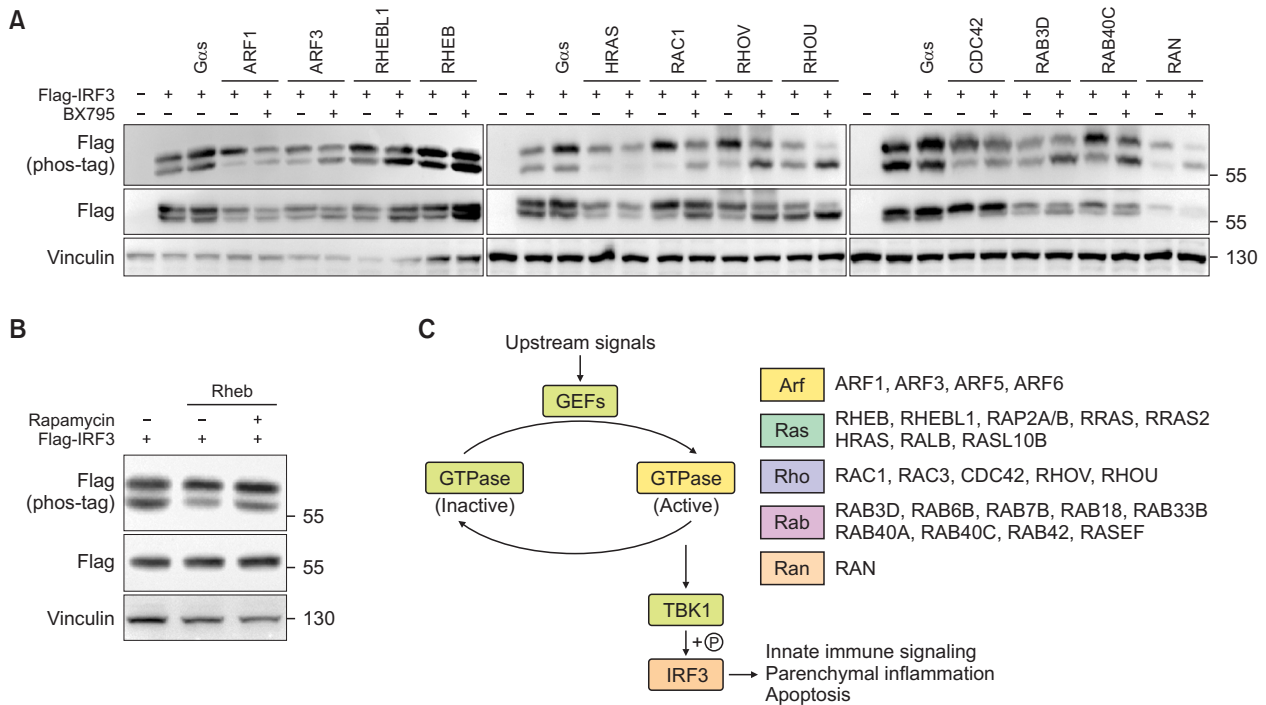 A
Gαs ARF1 ARF3 RHEBL1 RHEB Gαs HRAS RAC1 RHOV RHOU Gαs CDC42 RAB3D RAB40C RAN
Flag-IRF3 − + + + + + + + + + + − + + + + + + + + + + − + + + + + + + + + +
BX795 − − − − + − + − + − + − − − − + − + − + − + − − − − + − + − + − +
Flag
(phos-tag)
55
Flag
55
Vinculin
130
B
Rheb
Rapamycin − − +
Flag-IRF3 + + +
Flag
(phos-tag)
55
Flag
55
Vinculin
130
C
Upstream signals
GEFs
GTPase
(Inactive)
GTPase
(Active)
TBK1
+P
IRF3
Innate immune signaling
Parenchymal inflammation
Apoptosis
Arf ARF1, ARF3, ARF5, ARF6
Ras RHEB, RHEBL1, RAP2A/B, RRAS, RRAS2
HRAS, RALB, RASL10B
Rho RAC1, RAC3, CDC42, RHOV, RHOU
Rab RAB3D, RAB6B, RAB7B, RAB18, RAB33B
RAB40A, RAB40C, RAB42, RASEF
Ran RAN